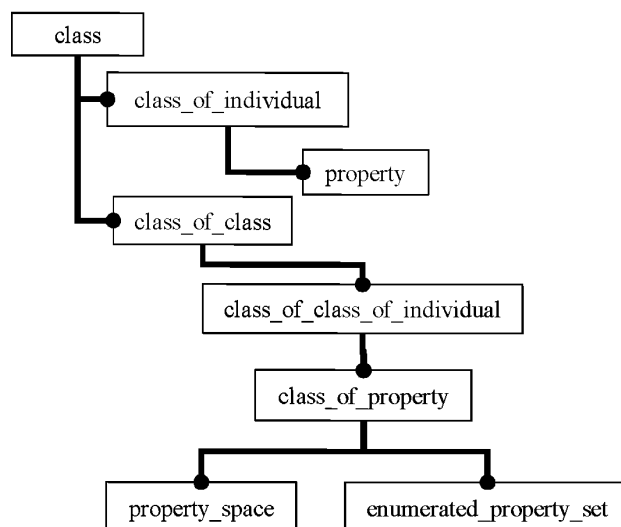 class
class_of_individual
property
class_of_class
class_of_class_of_individual
class_of_property
property_space
enumerated_property_set